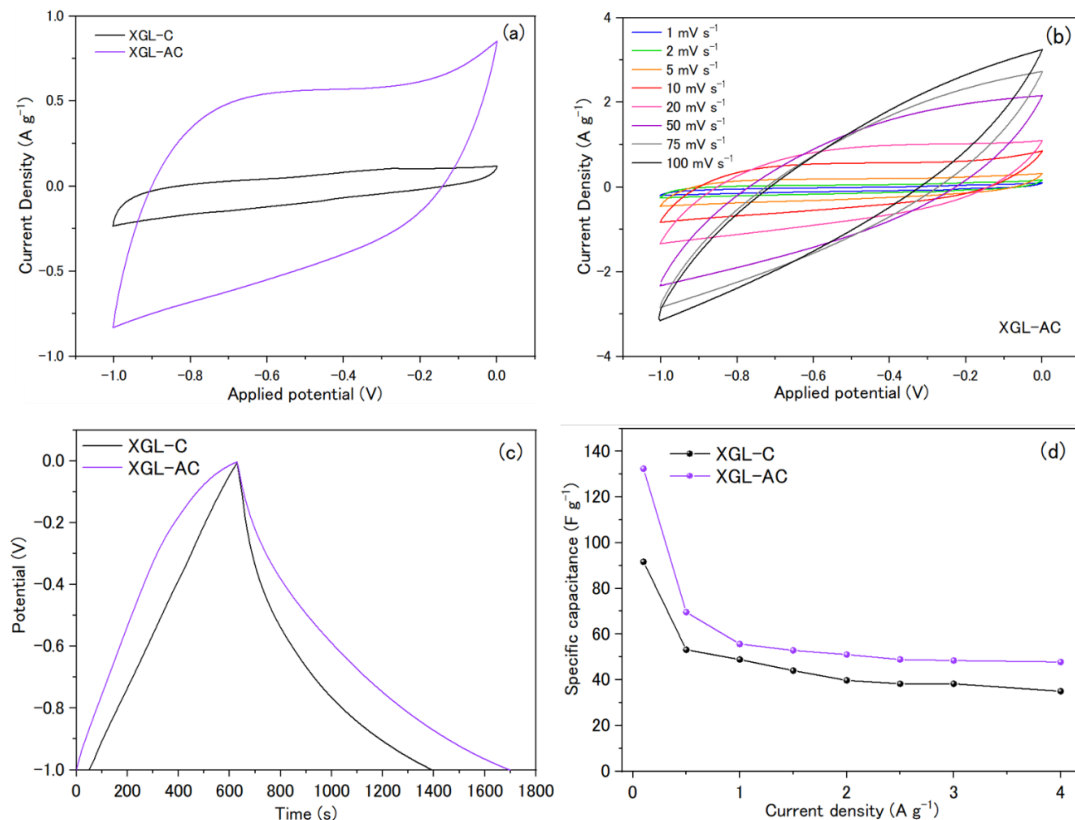 (a)
XGL-C
XGL-AC
Current Density (A g⁻¹)
1.0
0.5
0.0
−0.5
−1.0
−1.0 −0.8 −0.6 −0.4 −0.2 0.0
Applied potential (V)
(b)
1 mV s⁻¹
2 mV s⁻¹
5 mV s⁻¹
10 mV s⁻¹
20 mV s⁻¹
50 mV s⁻¹
75 mV s⁻¹
100 mV s⁻¹
Current Density (A g⁻¹)
4
2
0
−2
−4
XGL-AC
−1.0 −0.8 −0.6 −0.4 −0.2 0.0
Applied potential (V)
XGL-C
XGL-AC
(c)
Potential (V)
0.0
−0.2
−0.4
−0.6
−0.8
−1.0
0 200 400 600 800 1000 1200 1400 1600 1800
Time (s)
XGL-C
XGL-AC
(d)
Specific capacitance (F g⁻¹)
140
120
100
80
60
40
20
0
0 1 2 3 4
Current density (A g⁻¹)